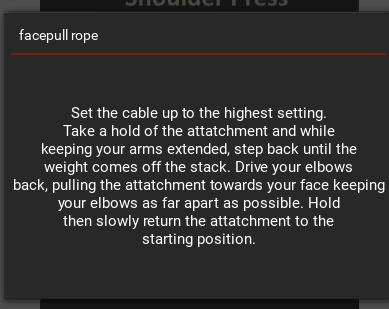 Shoulder Press
facepull rope
Set the cable up to the highest setting.
Take a hold of the attatchment and while
keeping your arms extended, step back until the
weight comes off the stack. Drive your elbows
back, pulling the attatchment towards your face keeping
your elbows as far apart as possible. Hold
then slowly return the attatchment to the
starting position.